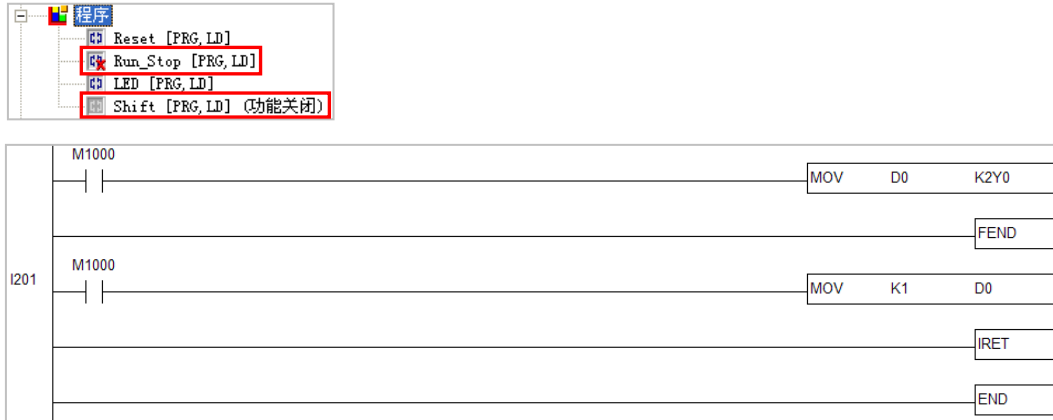 程序
Reset [PRG,LD]
Run_Stop [PRG,LD]
LED [PRG,LD]
Shift [PRG,LD] (功能关闭)
M1000
MOV D0 K2Y0
FEND
M1000
I201
MOV K1 D0
IRET
END